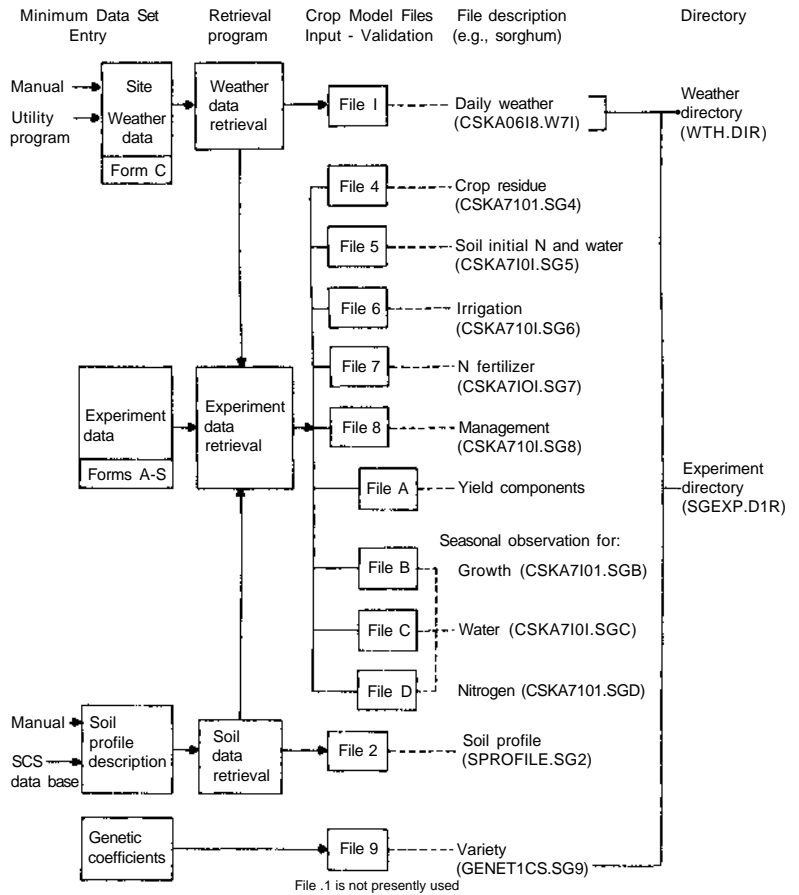 Minimum Data Set
Entry
Retrieval
program
Crop Model Files
Input - Validation
File description
(e.g., sorghum)
Directory
Manual
Utility
program
Site
Weather
data
Form C
Weather
data
retrieval
File I
Daily weather
(CSKA06I8.W7I)
Weather
directory
(WTH.DIR)
File 4
Crop residue
(CSKA7101.SG4)
File 5
Soil initial N and water
(CSKA7I0I.SG5)
File 6
Irrigation
(CSKA710I.SG6)
File 7
N fertilizer
(CSKA7IOI.SG7)
Experiment
data
Forms A-S
Experiment
data
retrieval
File 8
Management
(CSKA710I.SG8)
File A
Yield components
Experiment
directory
(SGEXP.D1R)
Seasonal observation for:
File B
Growth (CSKA7I01.SGB)
File C
Water (CSKA7I0I.SGC)
File D
Nitrogen (CSKA7101.SGD)
Manual
SCS
data base
Soil
profile
description
Soil
data
retrieval
File 2
Soil profile
(SPROFILE.SG2)
Genetic
coefficients
File 9
Variety
(GENET1CS.SG9)
File .1 is not presently used